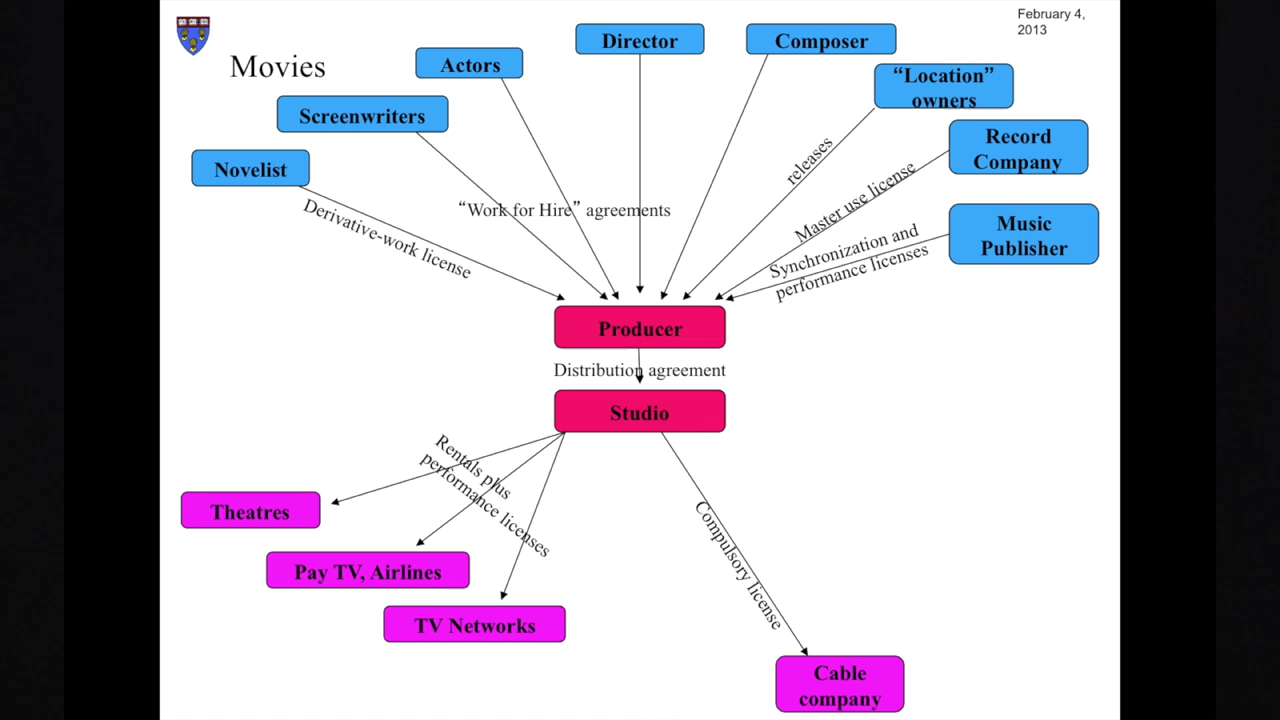 February 4,
2013
Movies
Director
Composer
Actors
“Location”
owners
Screenwriters
Record
Company
Novelist
releases
Master use license
“Work for Hire” agreements
Derivative-work license
Music
Publisher
Synchronization and
performance licenses
Producer
Distribution agreement
Studio
Rentals plus
performance licenses
Compulsory license
Theatres
Pay TV, Airlines
TV Networks
Cable
company